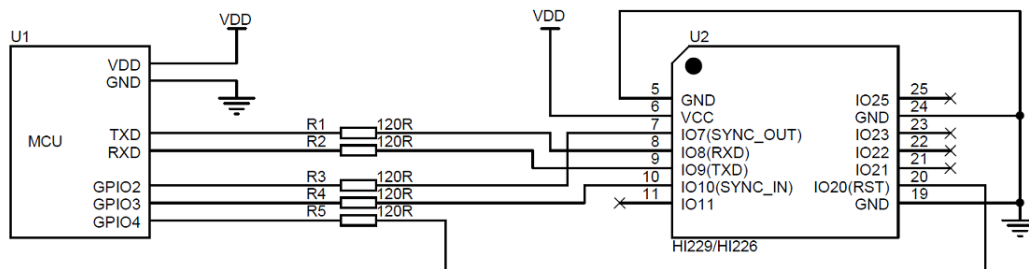 VDD
VDD
U1
U2
VDD
GND
MCU
TXD
RXD
GPIO2
GPIO3
GPIO4
R1 120R
R2 120R
R3 120R
R4 120R
R5 120R
5 GND
6 VCC
7 IO7(SYNC_OUT)
8 IO8(RXD)
9 IO9(TXD)
10 IO10(SYNC_IN)
11 IO11
IO25 25
GND 24
IO23 23
IO22 22
IO21 21
IO20(RST) 20
GND 19
HI229/HI226